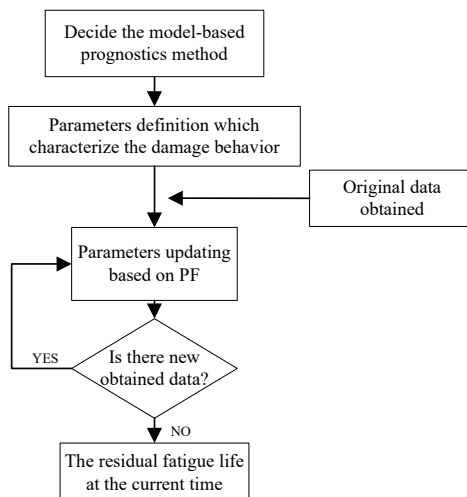 Decide the model-based
prognostics method
Parameters definition which
characterize the damage behavior
Original data
obtained
Parameters updating
based on PF
YES
Is there new
obtained data?
NO
The residual fatigue life
at the current time